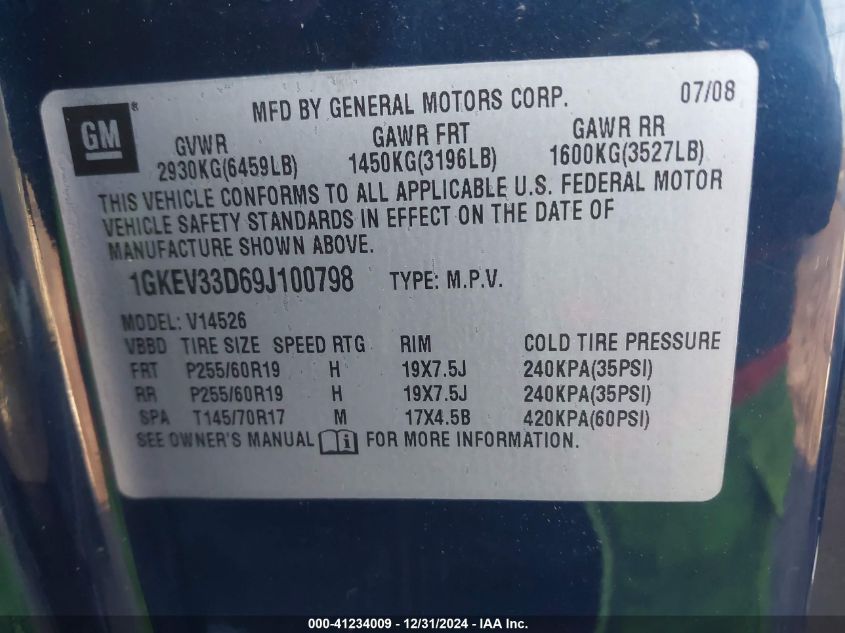 GM ®
MFD BY GENERAL MOTORS CORP. 07/08
GVWR GAWR FRT GAWR RR
2930KG(6459LB) 1450KG(3196LB) 1600KG(3527LB)
THIS VEHICLE CONFORMS TO ALL APPLICABLE U.S. FEDERAL MOTOR
VEHICLE SAFETY STANDARDS IN EFFECT ON THE DATE OF
MANUFACTURE SHOWN ABOVE.
1GKEV33D69J100798 TYPE: M.P.V.
MODEL: V14526
VBBD TIRE SIZE SPEED RTG RIM COLD TIRE PRESSURE
FRT P255/60R19 H 19X7.5J 240KPA(35PSI)
RR P255/60R19 H 19X7.5J 240KPA(35PSI)
SPA T145/70R17 M 17X4.5B 420KPA(60PSI)
SEE OWNER'S MANUAL i FOR MORE INFORMATION.
000-41234009 - 12/31/2024 - IAA Inc.